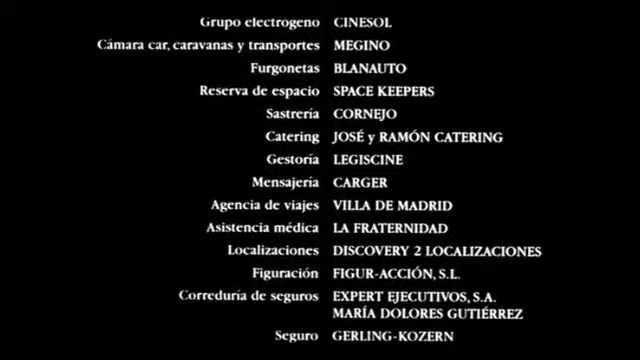 Grupo electrogeno CINESOL
Cámara car, caravanas y transportes MEGINO
Furgonetas BLANAUTO
Reserva de espacio SPACE KEEPERS
Sastrería CORNEJO
Catering JOSÉ y RAMÓN CATERING
Gestoría LEGISCINE
Mensajería CARGER
Agencia de viajes VILLA DE MADRID
Asistencia médica LA FRATERNIDAD
Localizaciones DISCOVERY 2 LOCALIZACIONES
Figuración FIGUR-ACCIÓN, S.L.
Correduría de seguros EXPERT EJECUTIVOS, S.A.
MARÍA DOLORES GUTIÉRREZ
Seguro GERLING-KOZERN